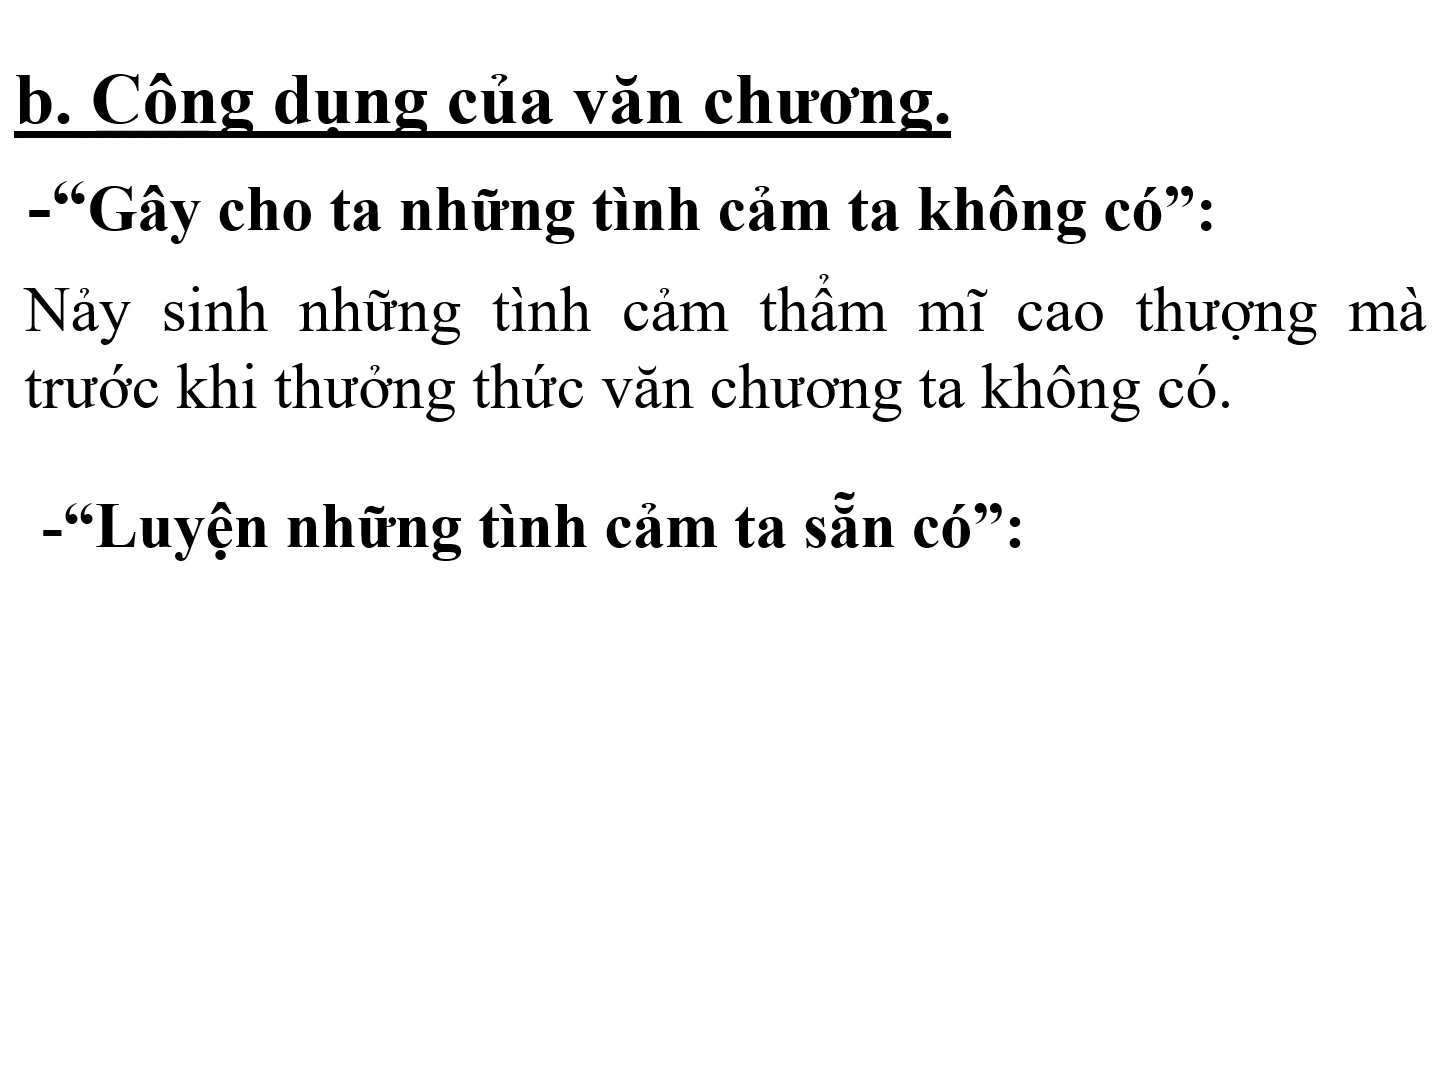 b. Công dụng của văn chương.
-“Gây cho ta những tình cảm ta không có”:
Nảy sinh những tình cảm thẩm mĩ cao thượng mà
trước khi thưởng thức văn chương ta không có.
-“Luyện những tình cảm ta sẵn có”: